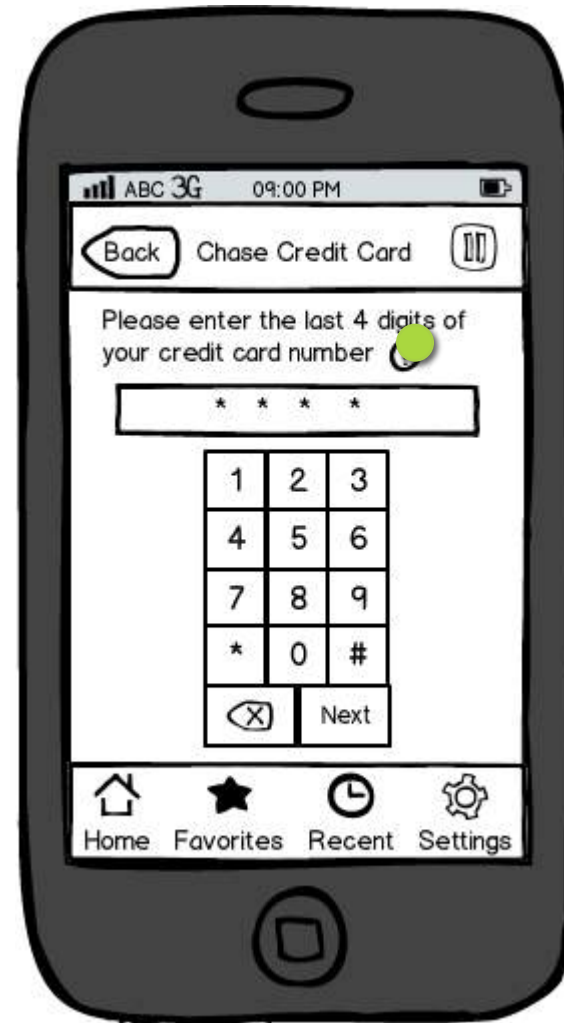 ABC 3G 09:00 PM
Back Chase Credit Card
Please enter the last 4 digits of
your credit card number
* * * *
1 2 3
4 5 6
7 8 9
* 0 #
X Next
Home Favorites Recent Settings